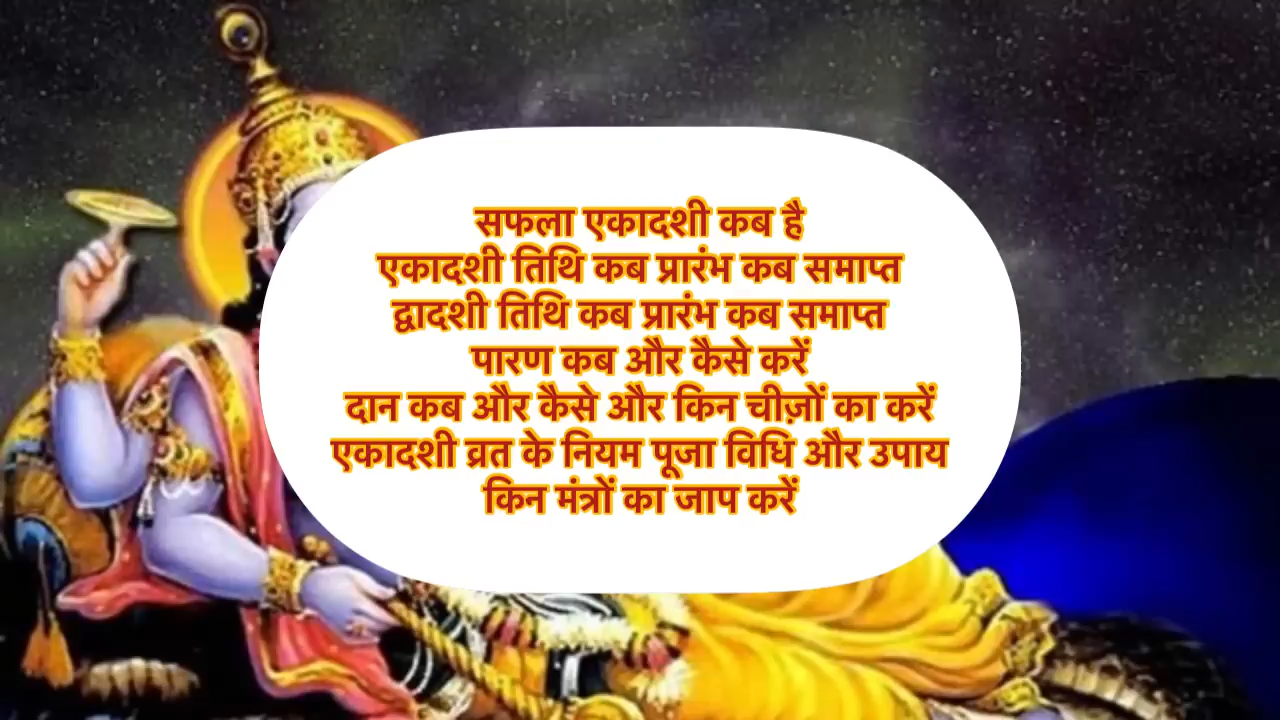 सफला एकादशी कब है
एकादशी तिथि कब प्रारंभ कब समाप्त
द्वादशी तिथि कब प्रारंभ कब समाप्त
पारण कब और कैसे करें
दान कब और कैसे और किन चीज़ों का करें
एकादशी व्रत के नियम पूजा विधि और उपाय
किन मंत्रों का जाप करें